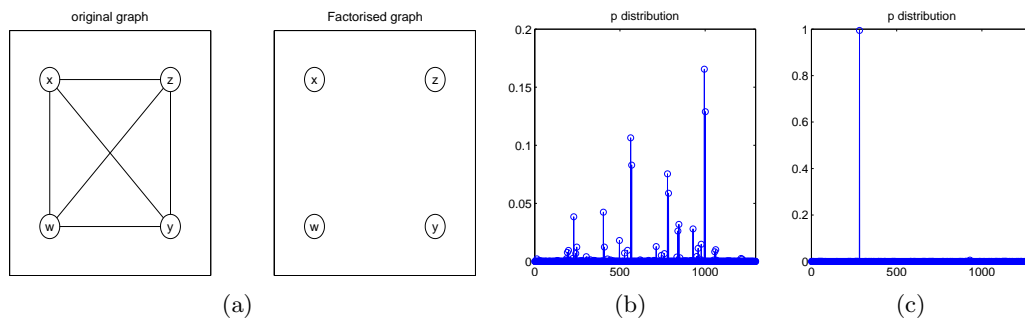 original graph
x
z
w
y
Factorised graph
x
z
w
y
(a)
p distribution
0.2
0.15
0.1
0.05
0
0
500
1000
(b)
p distribution
1
0.8
0.6
0.4
0.2
0
0
500
1000
(c)